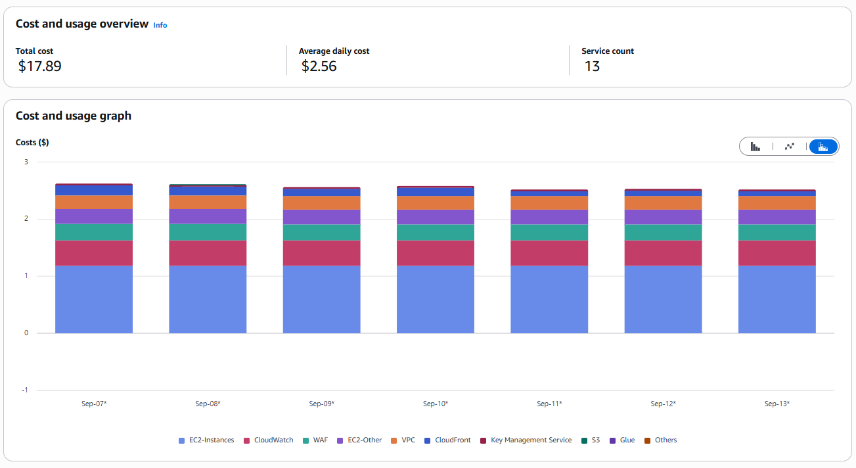 Cost and usage overview Info
Total cost
$17.89
Average daily cost
$2.56
Service count
13
Cost and usage graph
Costs ($)
3
2
1
0
-1
Sep-07* Sep-08* Sep-09* Sep-10* Sep-11* Sep-12* Sep-13*
EC2-Instances CloudWatch WAF EC2-Other VPC CloudFront Key Management Service S3 Glue Others